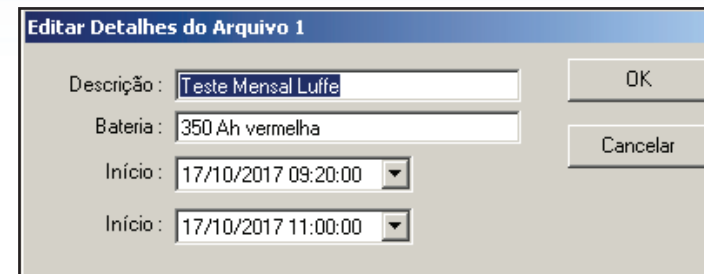 Editar Detalhes do Arquivo 1
Descrição : Teste Mensal Luffe
OK
Bateria : 350 Ah vermelha
Cancelar
Início : 17/10/2017 09:20:00
Início : 17/10/2017 11:00:00